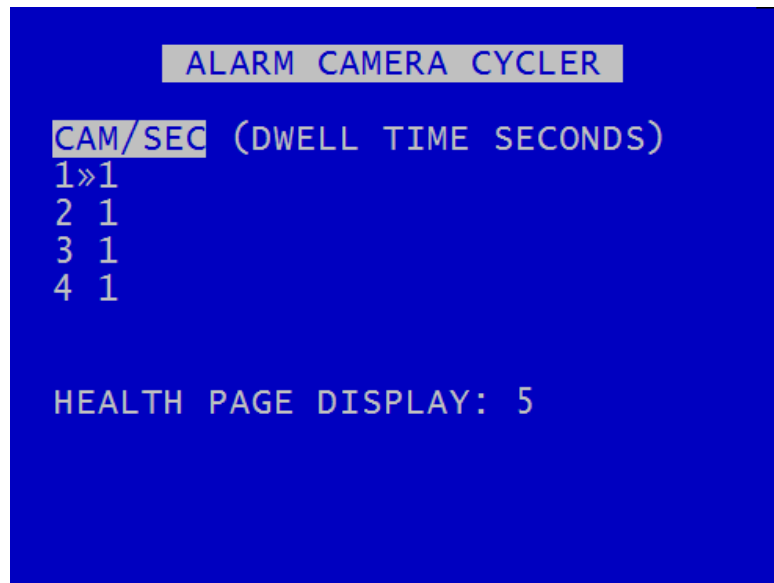 ALARM CAMERA CYCLER
CAM/SEC (DWELL TIME SECONDS)
1»1
2 1
3 1
4 1
HEALTH PAGE DISPLAY: 5